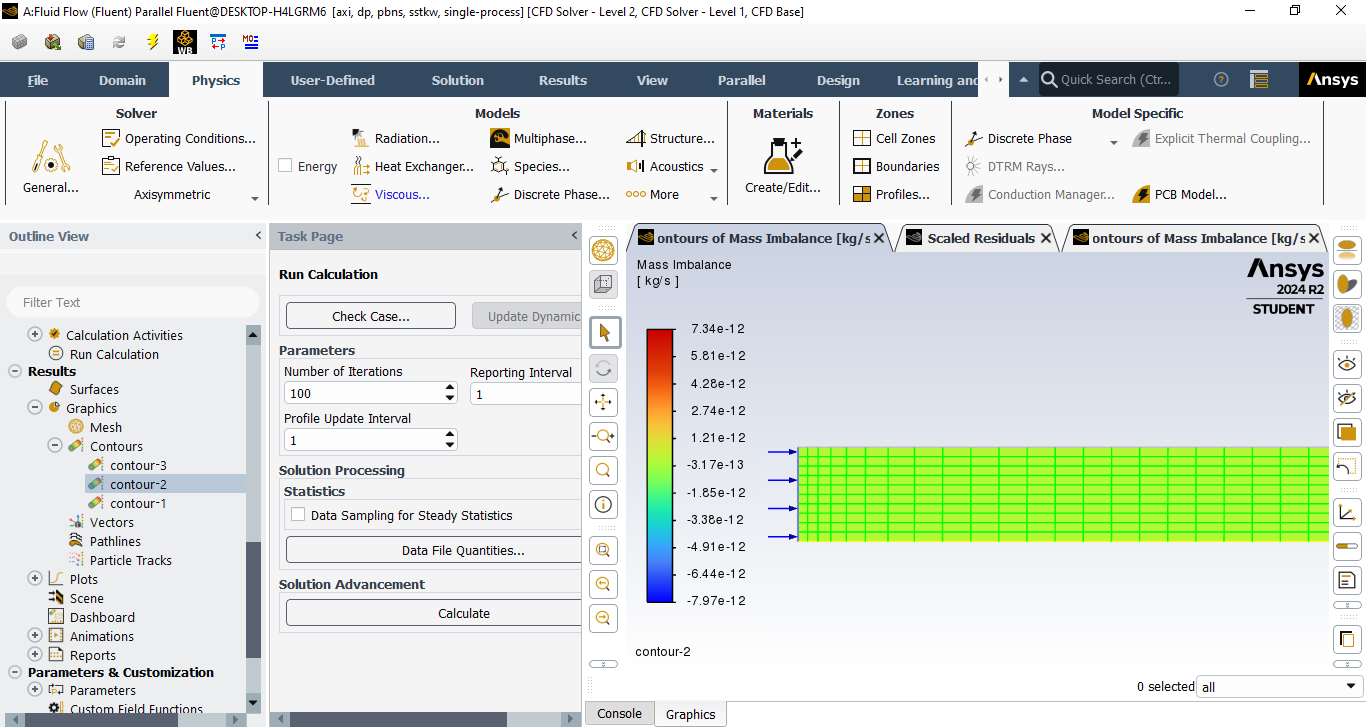 A:Fluid Flow (Fluent) Parallel Fluent@DESKTOP-H4LGRM6 [axi, dp, pbns, sstkw, single-process] [CFD Solver - Level 2, CFD Solver - Level 1, CFD Base]
WB
File Domain Physics User-Defined Solution Results View Parallel Design Learning and Quick Search (Ctr... Ansys
Solver Models Materials Zones Model Specific
Operating Conditions... Radiation... Multiphase... Structure... Cell Zones Discrete Phase Explicit Thermal Coupling...
Reference Values... Energy Heat Exchanger... Species... Acoustics Boundaries DTRM Rays...
General... Axisymmetric Viscous... Discrete Phase... More Create/Edit... Profiles... Conduction Manager... PCB Model...
Outline View
Filter Text
Calculation Activities
Run Calculation
Results
Surfaces
Graphics
Mesh
Contours
contour-3
contour-2
contour-1
Vectors
Pathlines
Particle Tracks
Plots
Scene
Dashboard
Animations
Reports
Parameters & Customization
Parameters
Custom Field Functions
Task Page
Run Calculation
Check Case... Update Dynamic
Parameters
Number of Iterations Reporting Interval
100 1
Profile Update Interval
1
Solution Processing
Statistics
Data Sampling for Steady Statistics
Data File Quantities...
Solution Advancement
Calculate
ontours of Mass Imbalance [kg/s Scaled Residuals ontours of Mass Imbalance [kg/s
Mass Imbalance
[ kg/s ]
Ansys
2024 R2
STUDENT
7.34e-12
5.81e-12
4.28e-12
2.74e-12
1.21e-12
-3.17e-13
-1.85e-12
-3.38e-12
-4.91e-12
-6.44e-12
-7.97e-12
contour-2
0 selected all
Console Graphics